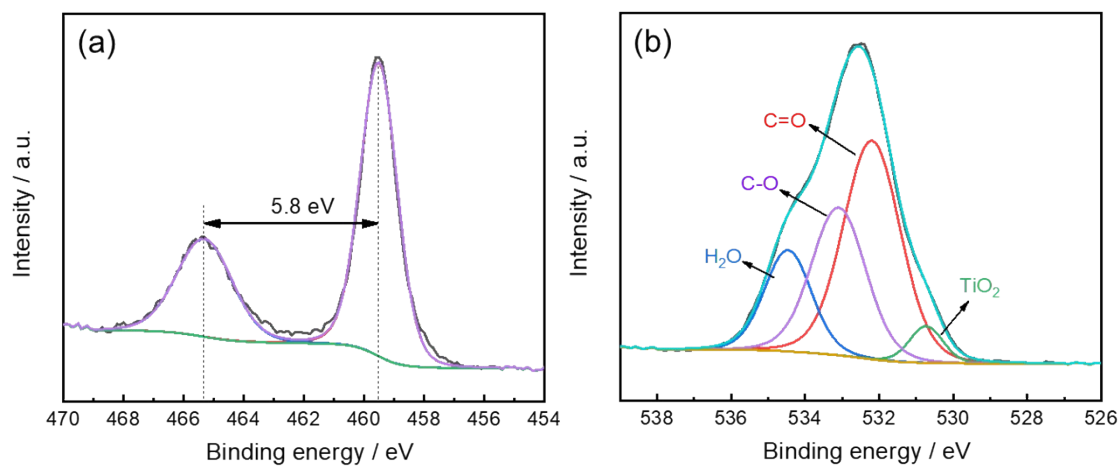 (a)
5.8 eV
Intensity / a.u.
470 468 466 464 462 460 458 456 454
Binding energy / eV
(b)
C=O
C-O
H₂O
TiO₂
Intensity / a.u.
538 536 534 532 530 528 526
Binding energy / eV